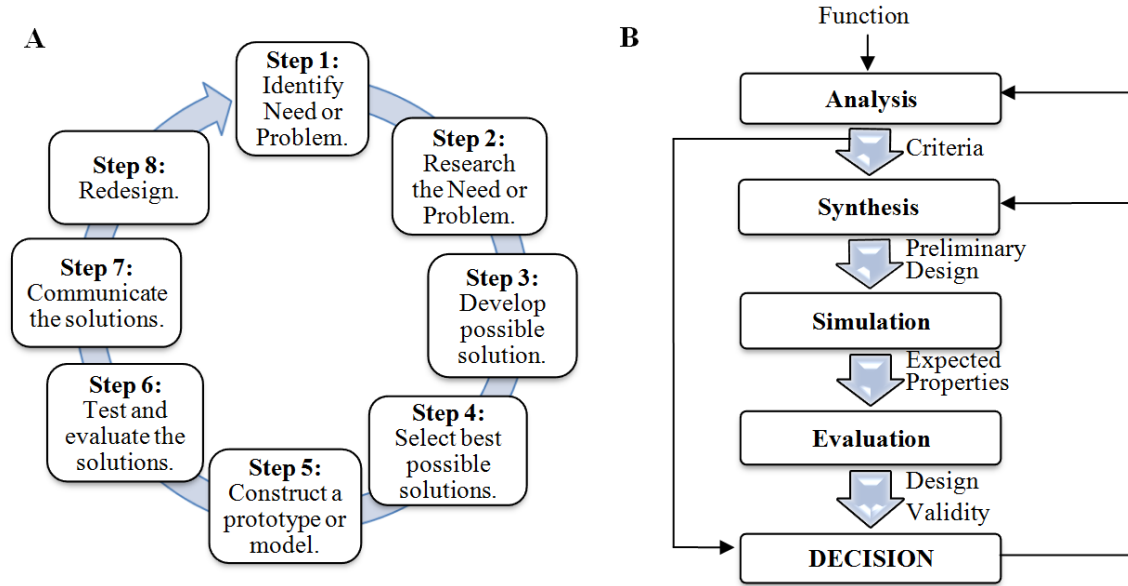 A
Step 1:
Identify
Need or
Problem.
Step 2:
Research
the Need or
Problem.
Step 3:
Develop
possible
solution.
Step 4:
Select best
possible
solutions.
Step 5:
Construct a
prototype or
model.
Step 6:
Test and
evaluate the
solutions.
Step 7:
Communicate
the solutions.
Step 8:
Redesign.
B
Function
Analysis
Criteria
Synthesis
Preliminary
Design
Simulation
Expected
Properties
Evaluation
Design
Validity
DECISION